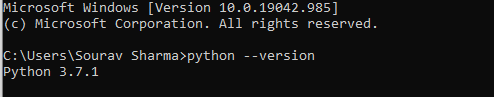 Microsoft Windows [Version 10.0.19042.985]
(c) Microsoft Corporation. All rights reserved.
C:\Users\Sourav Sharma>python --version
Python 3.7.1